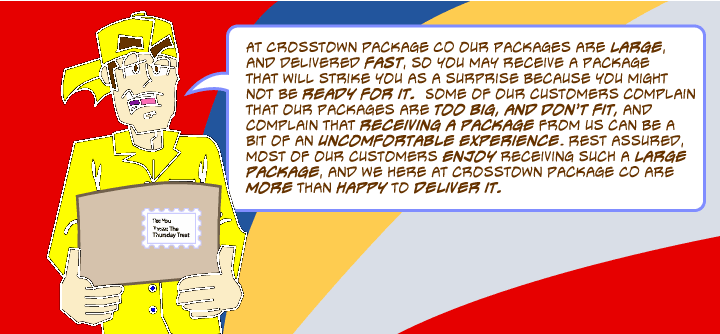 AT CROSSTOWN PACKAGE CO OUR PACKAGES ARE LARGE,
AND DELIVERED FAST, SO YOU MAY RECEIVE A PACKAGE
THAT WILL STRIKE YOU AS A SURPRISE BECAUSE YOU MIGHT
NOT BE READY FOR IT. SOME OF OUR CUSTOMERS COMPLAIN
THAT OUR PACKAGES ARE TOO BIG, AND DON'T FIT, AND
COMPLAIN THAT RECEIVING A PACKAGE FROM US CAN BE A
BIT OF AN UNCOMFORTABLE EXPERIENCE. REST ASSURED,
MOST OF OUR CUSTOMERS ENJOY RECEIVING SUCH A LARGE
PACKAGE, AND WE HERE AT CROSSTOWN PACKAGE CO ARE
MORE THAN HAPPY TO DELIVER IT.
To: You
From: The
Thursday Treat